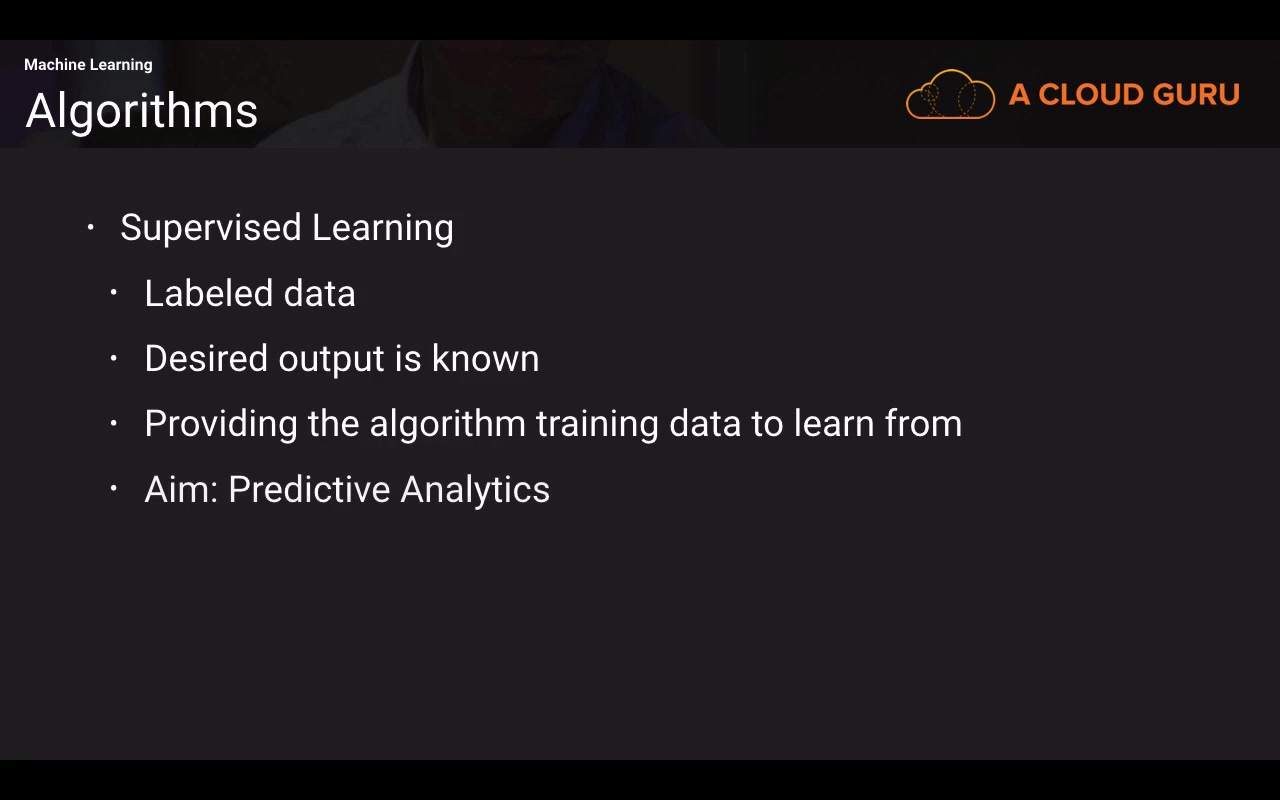 Machine Learning
Algorithms
A CLOUD GURU
• Supervised Learning
• Labeled data
• Desired output is known
• Providing the algorithm training data to learn from
• Aim: Predictive Analytics